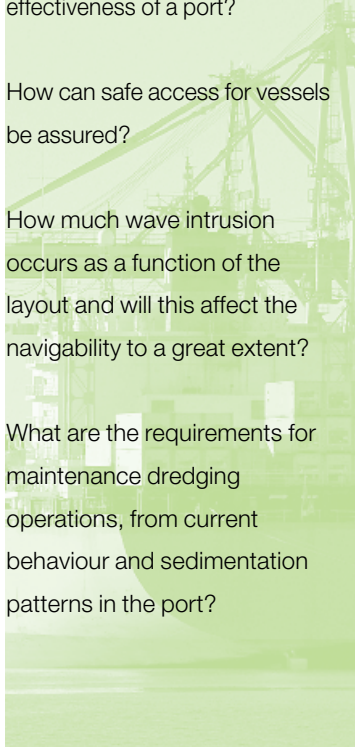 effectiveness of a port?
How can safe access for vessels
be assured?
How much wave intrusion
occurs as a function of the
layout and will this affect the
navigability to a great extent?
What are the requirements for
maintenance dredging
operations, from current
behaviour and sedimentation
patterns in the port?